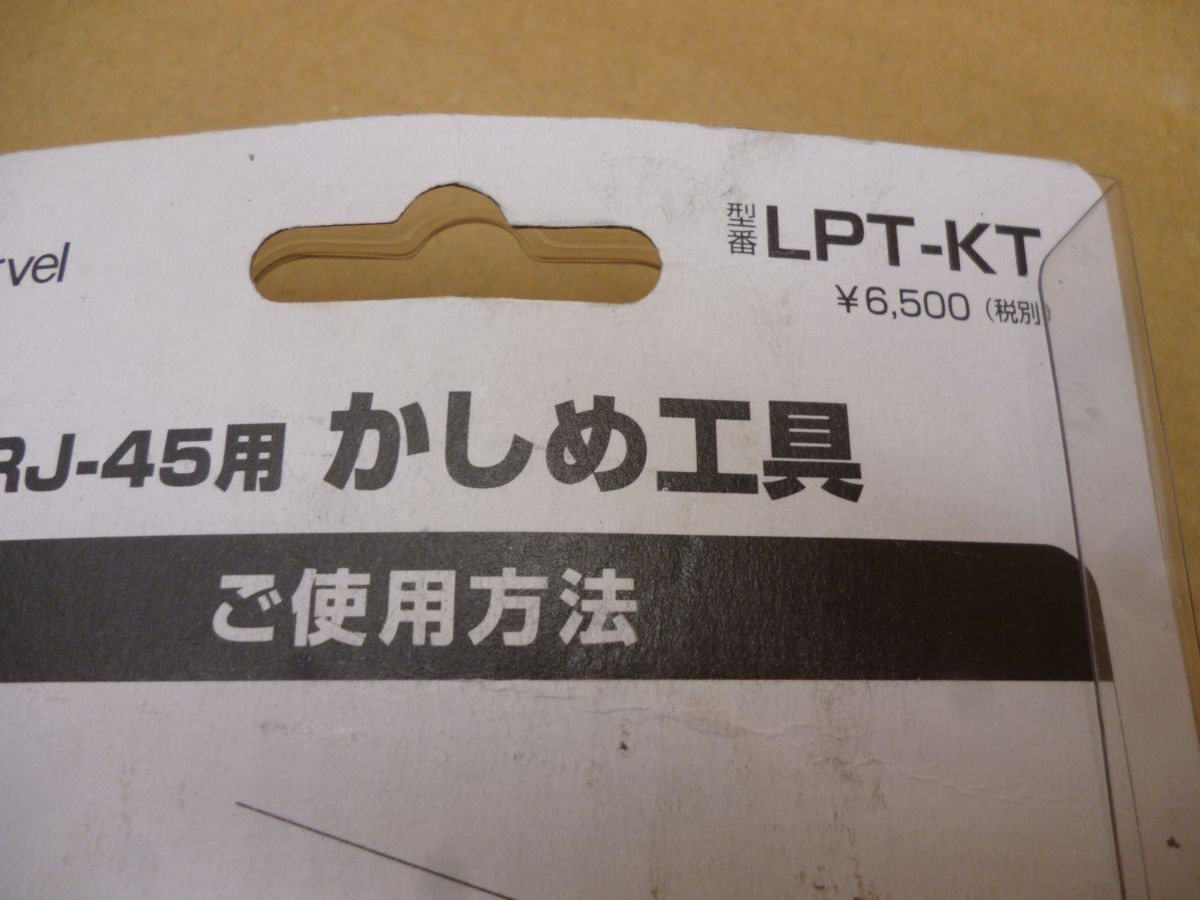 型番 LPT-KT
¥6,500（税別）
RJ-45用 かしめ工具
ご使用方法